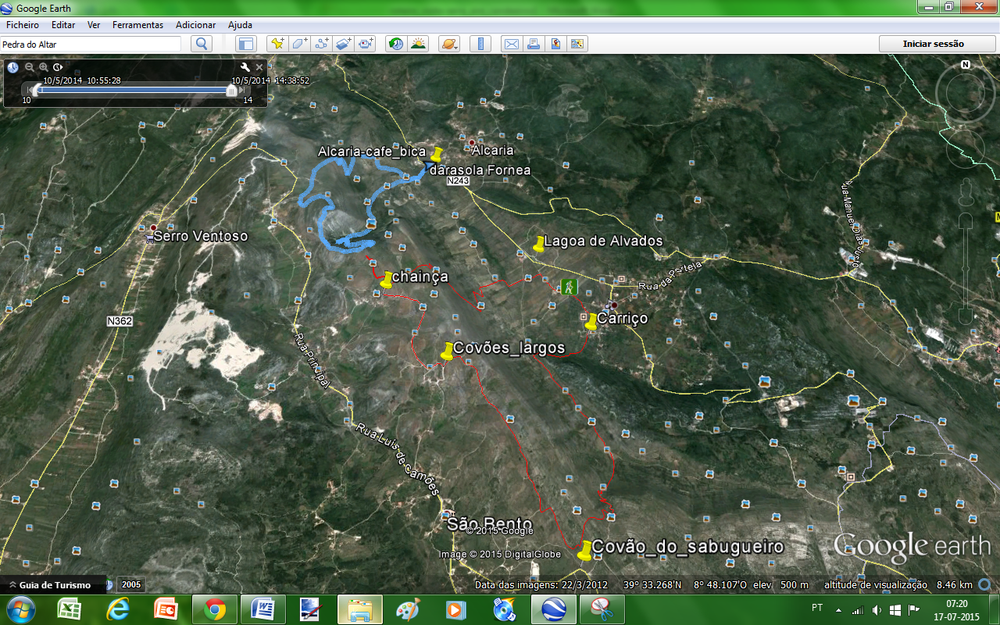 Google Earth
Ficheiro Editar Ver Ferramentas Adicionar Ajuda
Pedra do Altar
Iniciar sessão
10/5/2014 10:55:28
10/5/2014 14:38:52
10
14
N
Alcaria-cafe_bica
Alcaria
darasola Fornea
N243
Serro Ventoso
Lagoa de Alvados
Rua Manuel Dias Justo
Rua da Portela
chainça
N362
Carriço
Rua Principal
Covões_largos
Rua Luis de Camões
São Bento
© 2015 Google
Image © 2015 DigitalGlobe
Covão_do_sabugueiro
Google earth
Guia de Turismo
2005
Data das imagens: 22/3/2012 39° 33.268'N 8° 48.107'O elev 500 m altitude de visualização 8.46 km
PT
07:20
17-07-2015